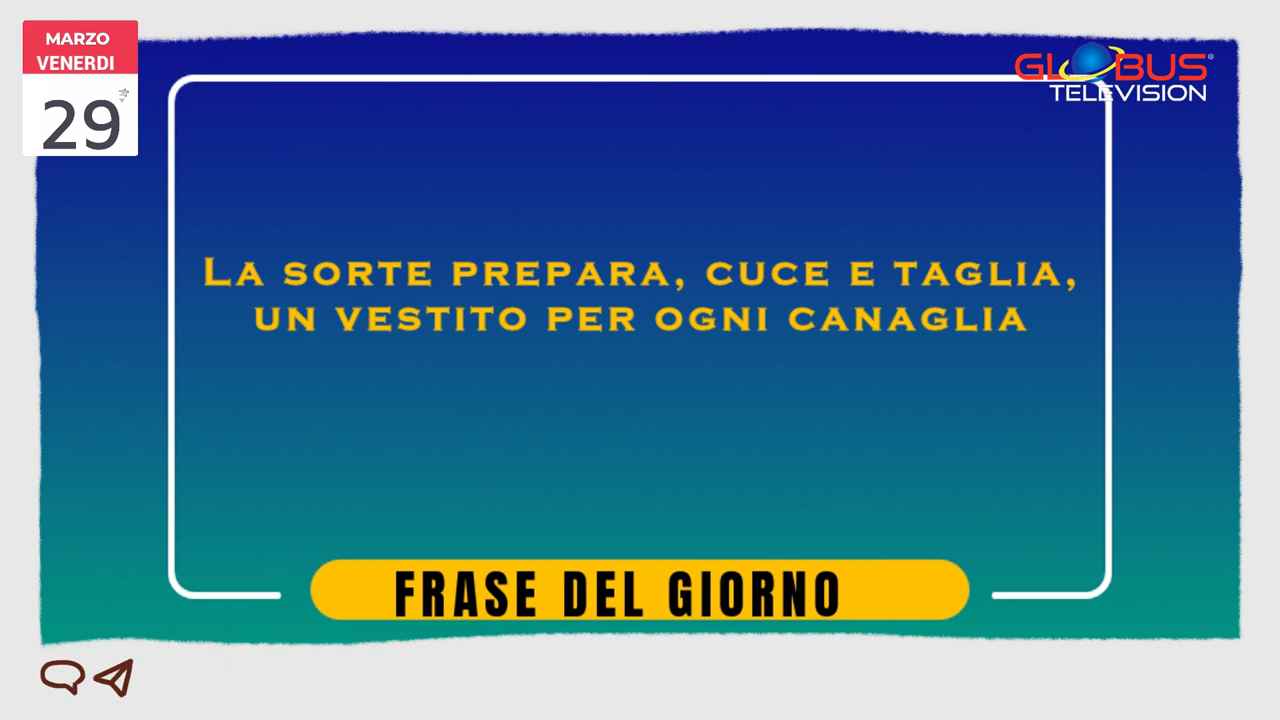 MARZO
VENERDI
29
GLOBUS®
TELEVISION
La sorte prepara, cuce e taglia,
un vestito per ogni canaglia
FRASE DEL GIORNO